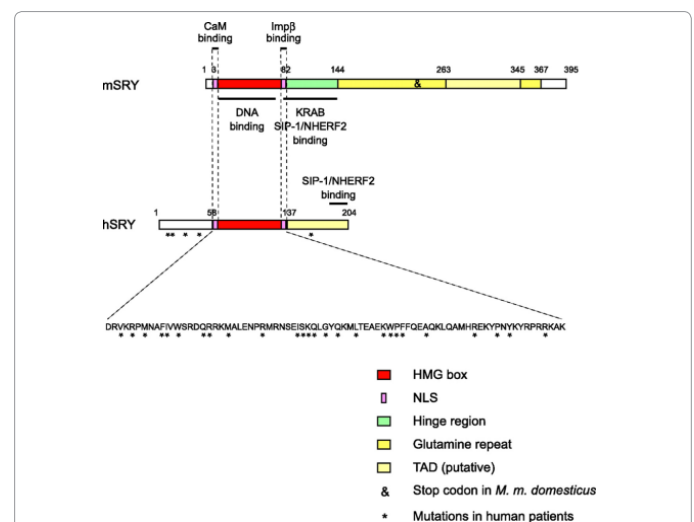 CaM Impβ
binding binding
1 3 62 144 263 345 367 395
mSRY &
DNA KRAB
binding SIP-1/NHERF2
binding
SIP-1/NHERF2
binding
1 58 137 204
hSRY
** * * *
DRVKRPMNAFIVWSRDQRRKMALENPRMRNSEISKQLGYQKMLTEAEKWPFFQEAQKLQAMHREKYPNYKYRPRRKAK
HMG box
NLS
Hinge region
Glutamine repeat
TAD (putative)
& Stop codon in M. m. domesticus
* Mutations in human patients